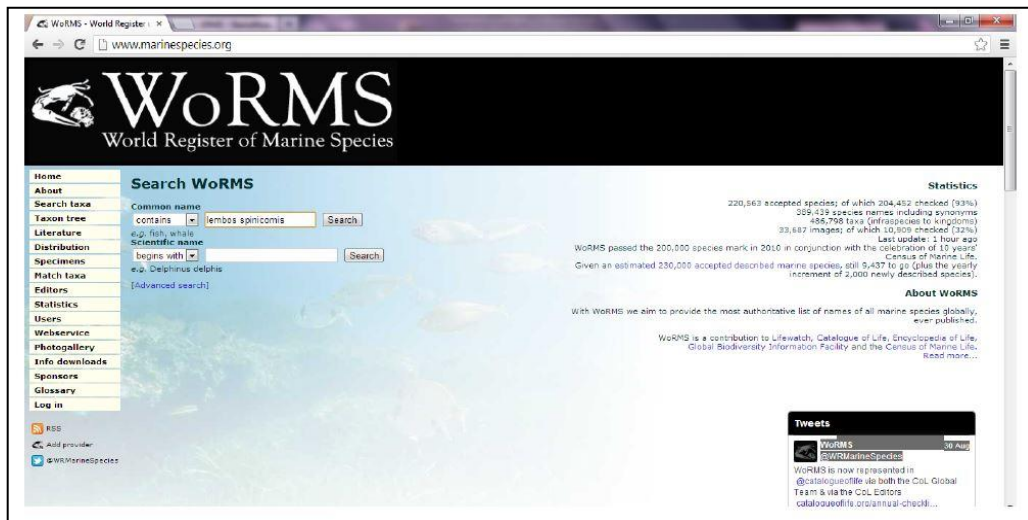 WoRMS - World Register
www.marinespecies.org
WoRMS
World Register of Marine Species
Home
About
Search taxa
Taxon tree
Literature
Distribution
Specimens
Match taxa
Editors
Statistics
Users
Webservice
Photogallery
Info downloads
Sponsors
Glossary
Log in
RSS
Add provider
@WRMarineSpecies
Search WoRMS
Common name
contains lembos spinicornis Search
e.g. fish, whale
Scientific name
begins with Search
e.g. Delphinus delphis
[Advanced search]
Statistics
220,563 accepted species; of which 204,452 checked (93%)
species names including synonyms
486,798 taxa (infraspecies to kingdoms)
33,687 images; of which 10,909 checked (32%)
Last update: 1 hour ago
WoRMS passed the 200,000 species mark in 2010 in conjunction with the celebration of 10 years'
Census of Marine Life.
Given an estimated 230,000 accepted described marine species, still 9,437 to go (plus the yearly
increment of 2,000 newly described species).
About WoRMS
With WoRMS we aim to provide the most authoritative list of names of all marine species globally,
ever published.
WoRMS is a contribution to Lifewatch, Catalogue of Life, Encyclopedia of Life,
Global Biodiversity Information Facility and the Census of Marine Life.
Read more...
Tweets
WoRMS 30 Aug
@WRMarineSpecies
WoRMS is now represented in
@catalogueoflife via both the CoL Global
Team & via the CoL Editors
catalogueoflife.org/annual-checkli...